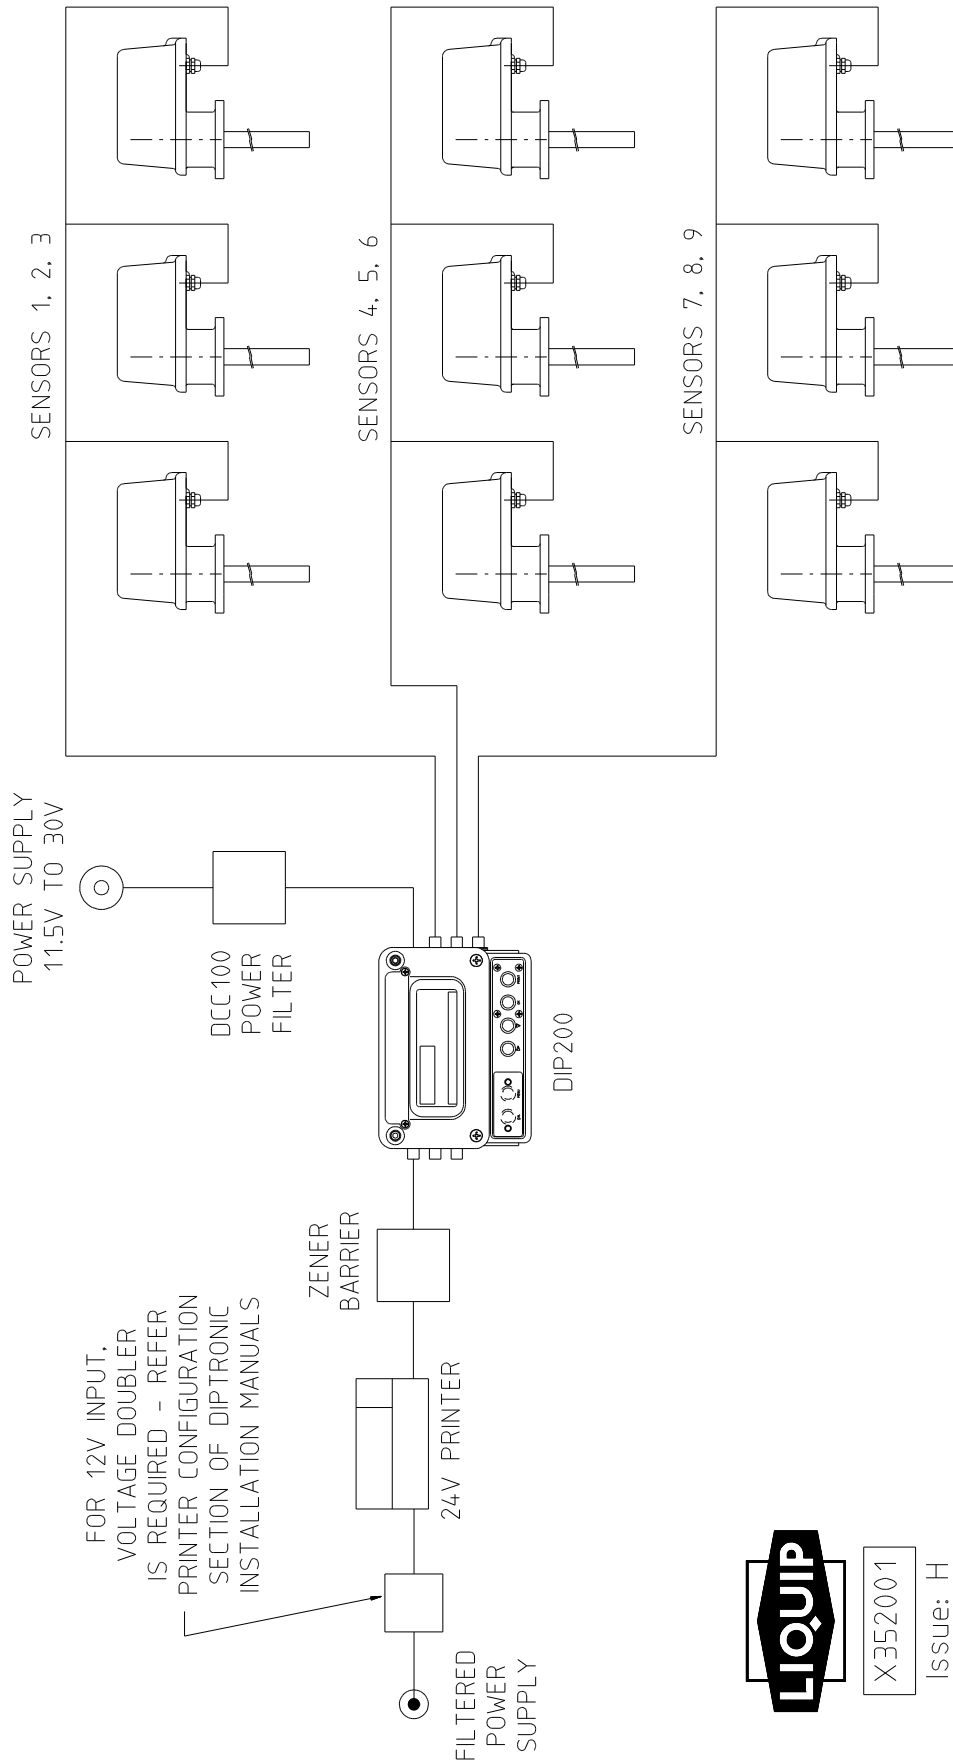 FOR 12V INPUT,
VOLTAGE DOUBLER
IS REQUIRED - REFER
PRINTER CONFIGURATION
SECTION OF DIPTRONIC
INSTALLATION MANUALS
FILTERED
POWER
SUPPLY
24V PRINTER
ZENER
BARRIER
POWER SUPPLY
11.5V TO 30V
DCC100
POWER
FILTER
DIP200
SENSORS 1, 2, 3
SENSORS 4, 5, 6
SENSORS 7, 8, 9
LIQUIP
X352001
Issue: H